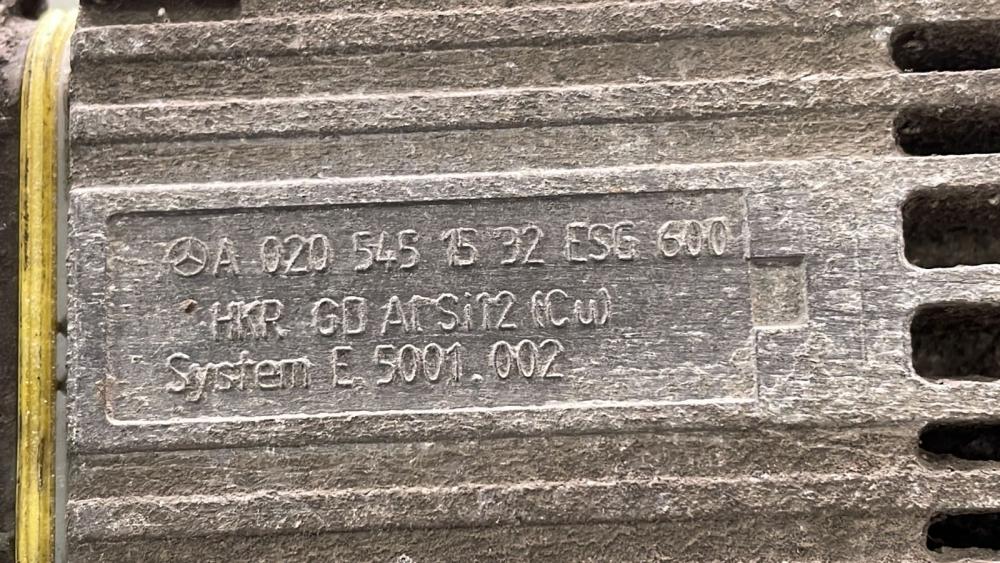 A 020 545 15 32 ESG 600
HKR GD AlSi12 (Cu)
System E 5001.002